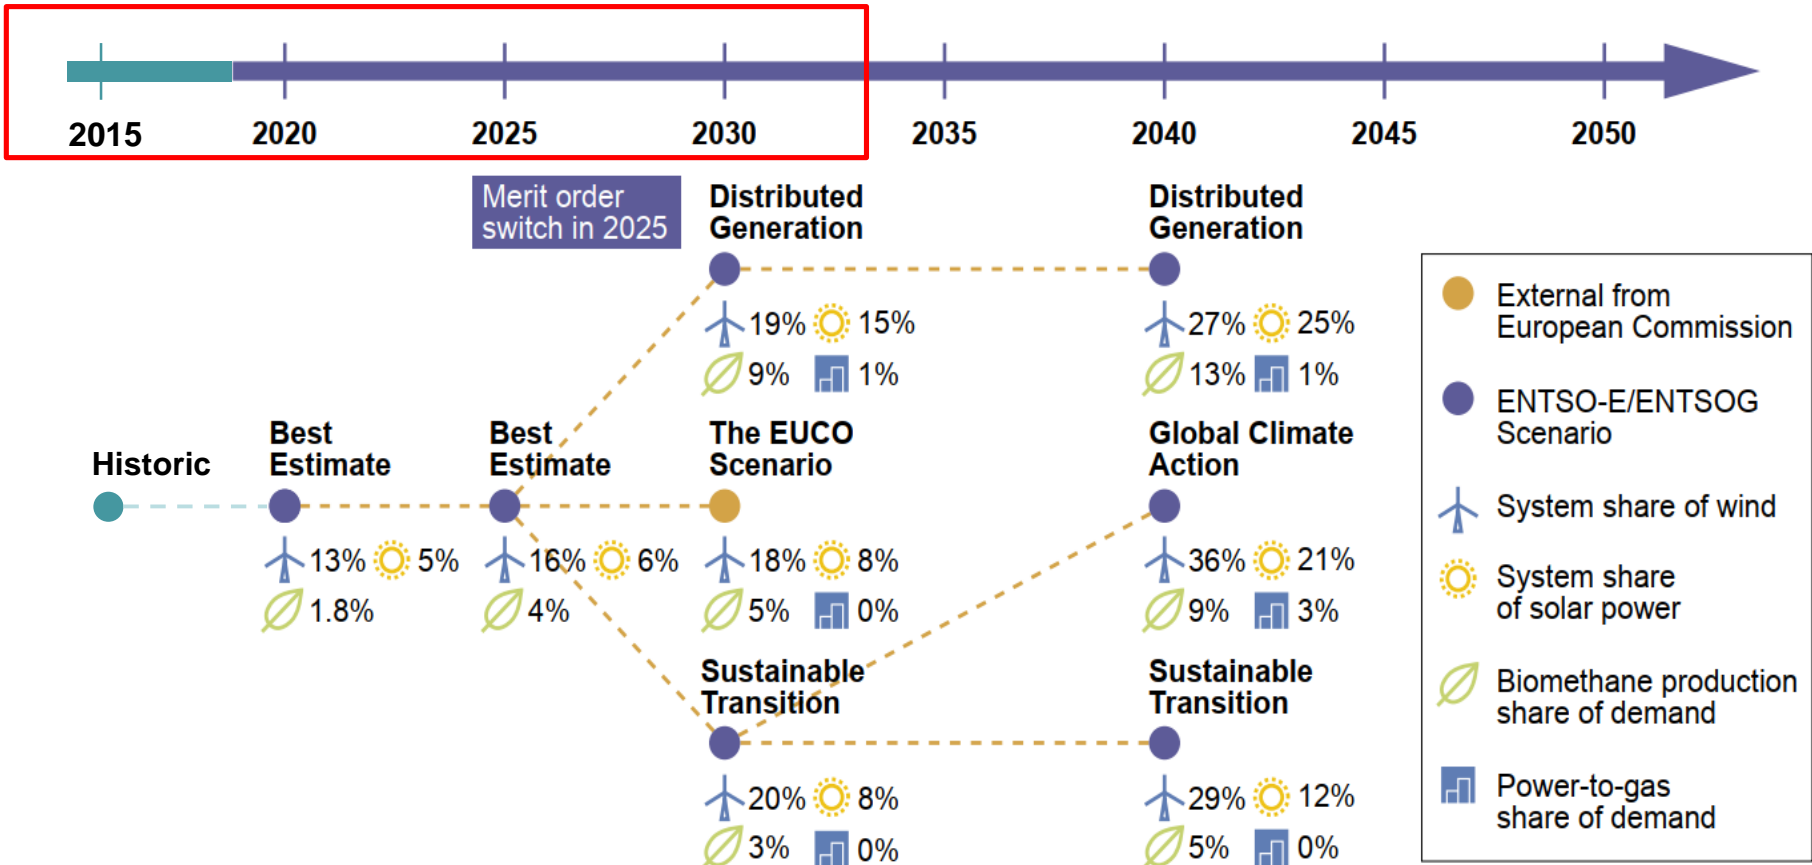 2015
2020
2025
2030
2035
2040
2045
2050
Merit order
switch in 2025
Distributed
Generation
19% 15%
9% 1%
Distributed
Generation
27% 25%
13% 1%
Historic
Best
Estimate
13% 5%
1.8%
Best
Estimate
16% 6%
4%
The EUCO
Scenario
18% 8%
5% 0%
Global Climate
Action
36% 21%
9% 3%
Sustainable
Transition
20% 8%
3% 0%
Sustainable
Transition
29% 12%
5% 0%
External from
European Commission
ENTSO-E/ENTSOG
Scenario
System share of wind
System share
of solar power
Biomethane production
share of demand
Power-to-gas
share of demand